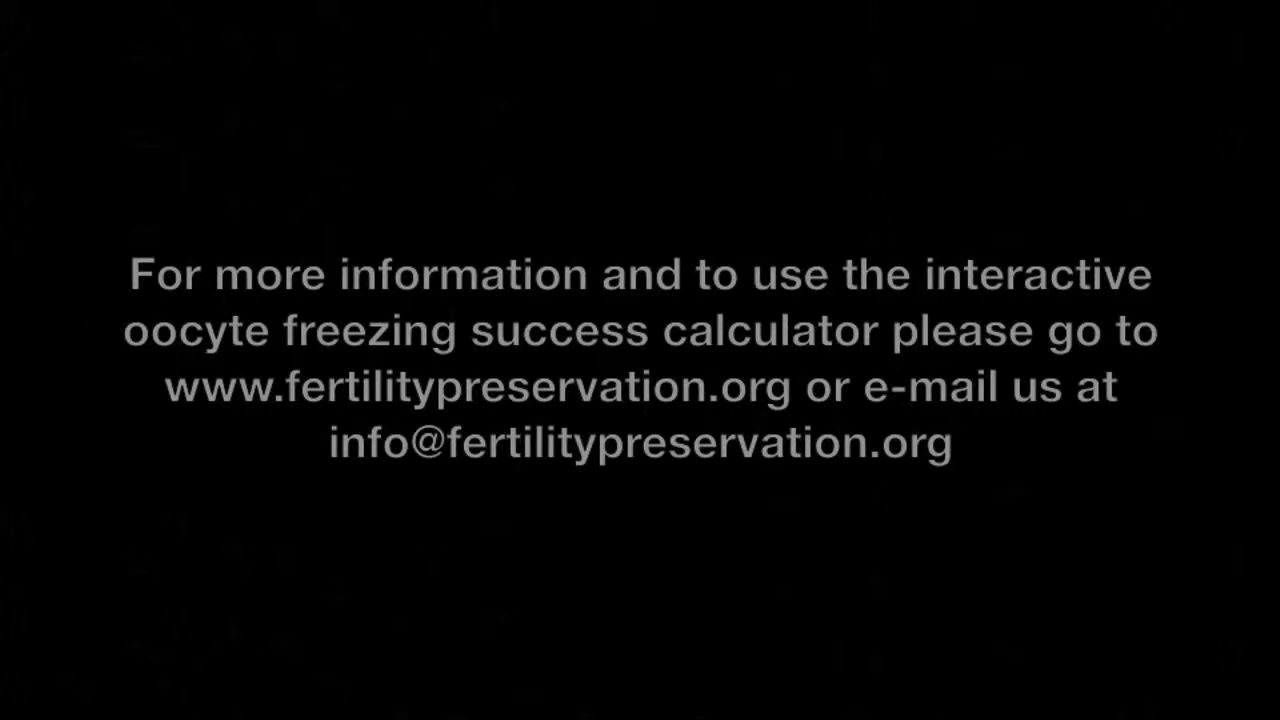 For more information and to use the interactive
oocyte freezing success calculator please go to
www.fertilitypreservation.org or e-mail us at
info@fertilitypreservation.org